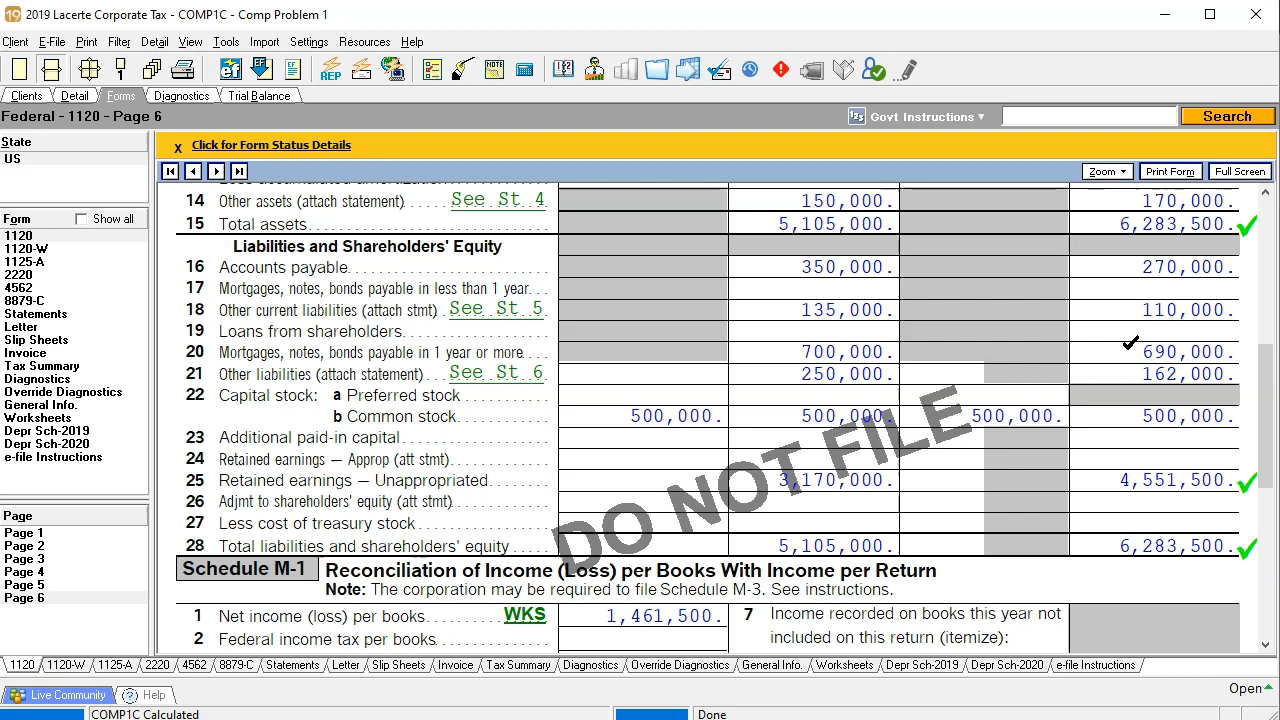 2019 Lacerte Corporate Tax - COMP1C - Comp Problem 1
Client E-File Print Filter Detail View Tools Import Settings Resources Help
Clients Detail Forms Diagnostics Trial Balance
Federal - 1120 - Page 6 Govt Instructions Search
State
US
Form Show all
1120
1120-W
1125-A
2220
4562
8879-C
Statements
Letter
Slip Sheets
Invoice
Tax Summary
Diagnostics
Override Diagnostics
General Info.
Worksheets
Depr Sch-2019
Depr Sch-2020
e-file Instructions
Page
Page 1
Page 2
Page 3
Page 4
Page 5
Page 6
x Click for Form Status Details
Zoom Print Form Full Screen
14 Other assets (attach statement) See St 4 150,000. 170,000.
15 Total assets 5,105,000. 6,283,500.
Liabilities and Shareholders' Equity
16 Accounts payable 350,000. 270,000.
17 Mortgages, notes, bonds payable in less than 1 year
18 Other current liabilities (attach stmt) See St 5 135,000. 110,000.
19 Loans from shareholders
20 Mortgages, notes, bonds payable in 1 year or more 700,000. 690,000.
21 Other liabilities (attach statement) See St 6 250,000. 162,000.
22 Capital stock: a Preferred stock
b Common stock 500,000. 500,000. 500,000. 500,000.
23 Additional paid-in capital
24 Retained earnings — Approp (att stmt)
25 Retained earnings — Unappropriated 3,170,000. 4,551,500.
26 Adjmt to shareholders' equity (att stmt)
27 Less cost of treasury stock
28 Total liabilities and shareholders' equity 5,105,000. 6,283,500.
DO NOT FILE
Schedule M-1 Reconciliation of Income (Loss) per Books With Income per Return
Note: The corporation may be required to file Schedule M-3. See instructions.
1 Net income (loss) per books WKS 1,461,500.
2 Federal income tax per books
7 Income recorded on books this year not
included on this return (itemize):
1120 1120-W 1125-A 2220 4562 8879-C Statements Letter Slip Sheets Invoice Tax Summary Diagnostics Override Diagnostics General Info. Worksheets Depr Sch-2019 Depr Sch-2020 e-file Instructions
Live Community Help Open
COMP1C Calculated Done